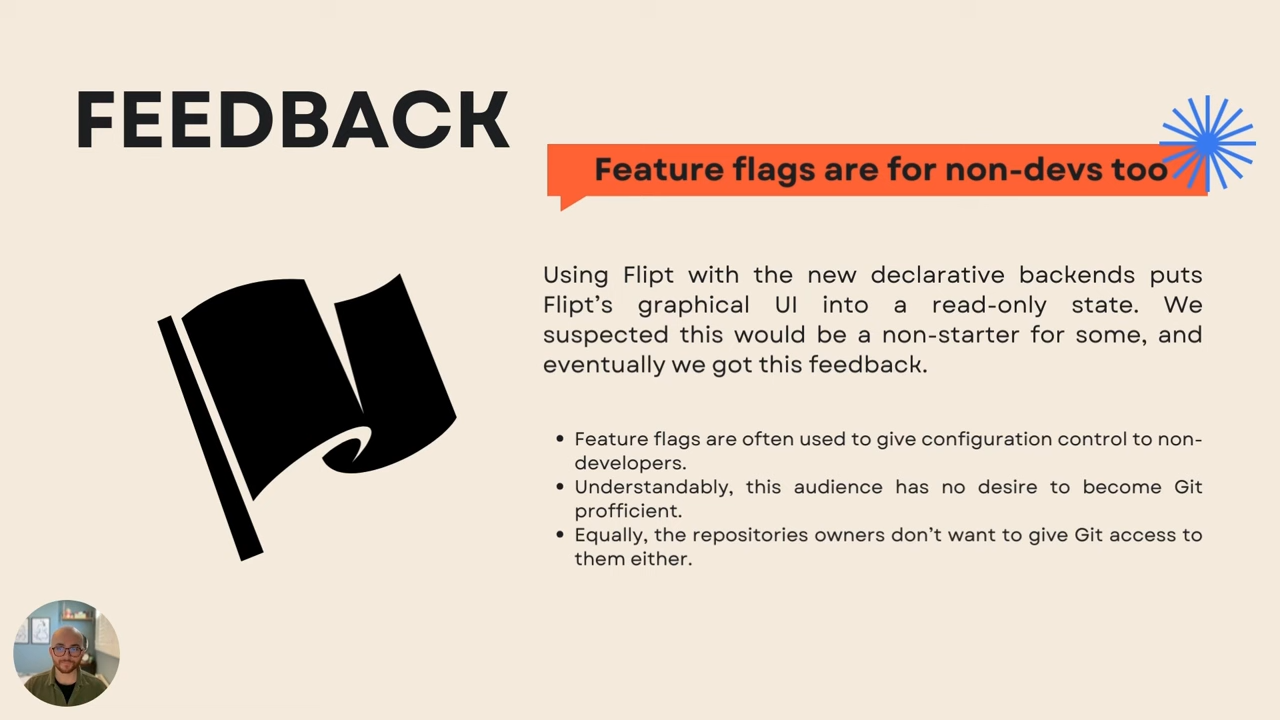 FEEDBACK
Feature flags are for non-devs too
Using Flipt with the new declarative backends puts
Flipt’s graphical UI into a read-only state. We
suspected this would be a non-starter for some, and
eventually we got this feedback.
• Feature flags are often used to give configuration control to non-
developers.
• Understandably, this audience has no desire to become Git
profficient.
• Equally, the repositories owners don’t want to give Git access to
them either.